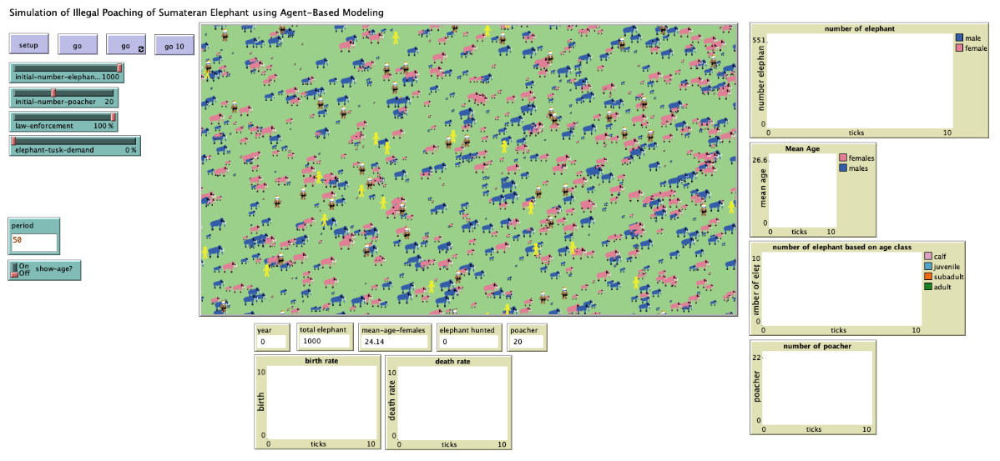 Simulation of Illegal Poaching of Sumateran Elephant using Agent-Based Modeling
setup
go
go
go 10
initial-number-elephan... 1000
initial-number-poacher 20
law-enforcement 100 %
elephant-tusk-demand 0 %
period
50
On
Off
show-age?
year
0
total elephant
1000
mean-age-females
24.14
elephant hunted
0
poacher
20
birth rate
10
birth
0
0
ticks
10
death rate
10
death rate
0
0
ticks
10
number of elephant
551
number elephan
0
0
ticks
10
male
female
Mean Age
26.6
mean age
0
0
ticks
10
females
males
number of elephant based on age class
10
umber of elep
0
0
ticks
10
calf
juvenile
subadult
adult
number of poacher
22
poacher
0
0
ticks
10